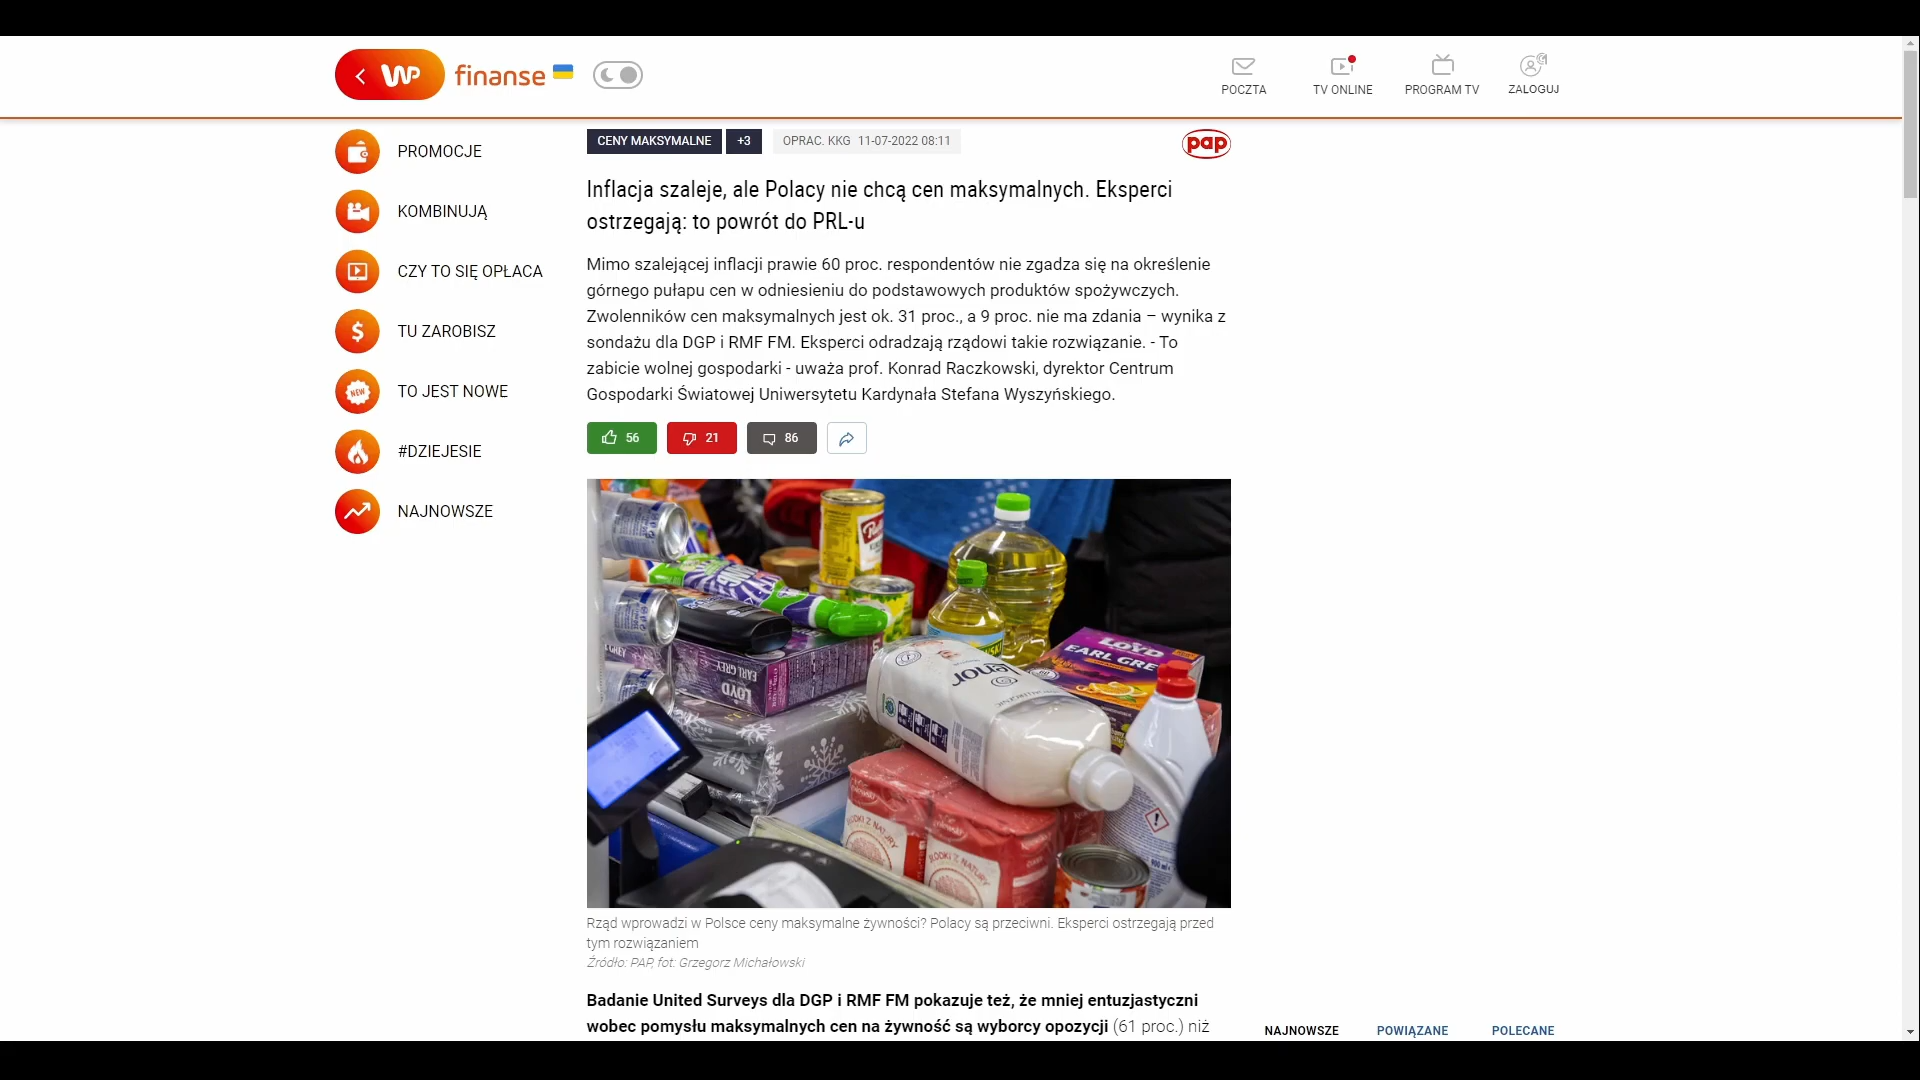 WP finanse
POCZTA
TV ONLINE
PROGRAM TV
ZALOGUJ
PROMOCJE
KOMBINUJĄ
CZY TO SIĘ OPŁACA
TU ZAROBISZ
NEW
TO JEST NOWE
#DZIEJESIE
NAJNOWSZE
CENY MAKSYMALNE +3 OPRAC. KKG 11-07-2022 08:11
pap
Inflacja szaleje, ale Polacy nie chcą cen maksymalnych. Eksperci
ostrzegają: to powrót do PRL-u
Mimo szalejącej inflacji prawie 60 proc. respondentów nie zgadza się na określenie
górnego pułapu cen w odniesieniu do podstawowych produktów spożywczych.
Zwolenników cen maksymalnych jest ok. 31 proc., a 9 proc. nie ma zdania – wynika z
sondażu dla DGP i RMF FM. Eksperci odradzają rządowi takie rozwiązanie. - To
zabicie wolnej gospodarki - uważa prof. Konrad Raczkowski, dyrektor Centrum
Gospodarki Światowej Uniwersytetu Kardynała Stefana Wyszyńskiego.
56 21 86
LOYD
EARL GRE
EARL GREY
LOYD
enor
Rząd wprowadzi w Polsce ceny maksymalne żywności? Polacy są przeciwni. Eksperci ostrzegają przed
tym rozwiązaniem
Źródło: PAP, fot: Grzegorz Michałowski
Badanie United Surveys dla DGP i RMF FM pokazuje też, że mniej entuzjastyczni
wobec pomysłu maksymalnych cen na żywność są wyborcy opozycji (61 proc.) niż
NAJNOWSZE
POWIĄZANE
POLECANE